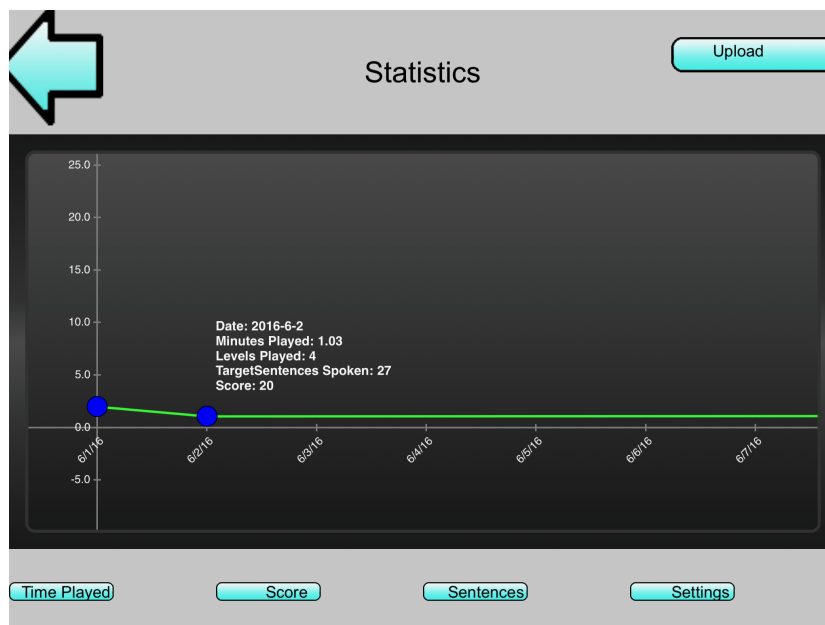 Statistics
Upload
25.0
20.0
15.0
10.0
5.0
0.0
-5.0
Date: 2016-6-2
Minutes Played: 1.03
Levels Played: 4
TargetSentences Spoken: 27
Score: 20
6/1/16
6/2/16
6/3/16
6/4/16
6/5/16
6/6/16
6/7/16
Time Played
Score
Sentences
Settings